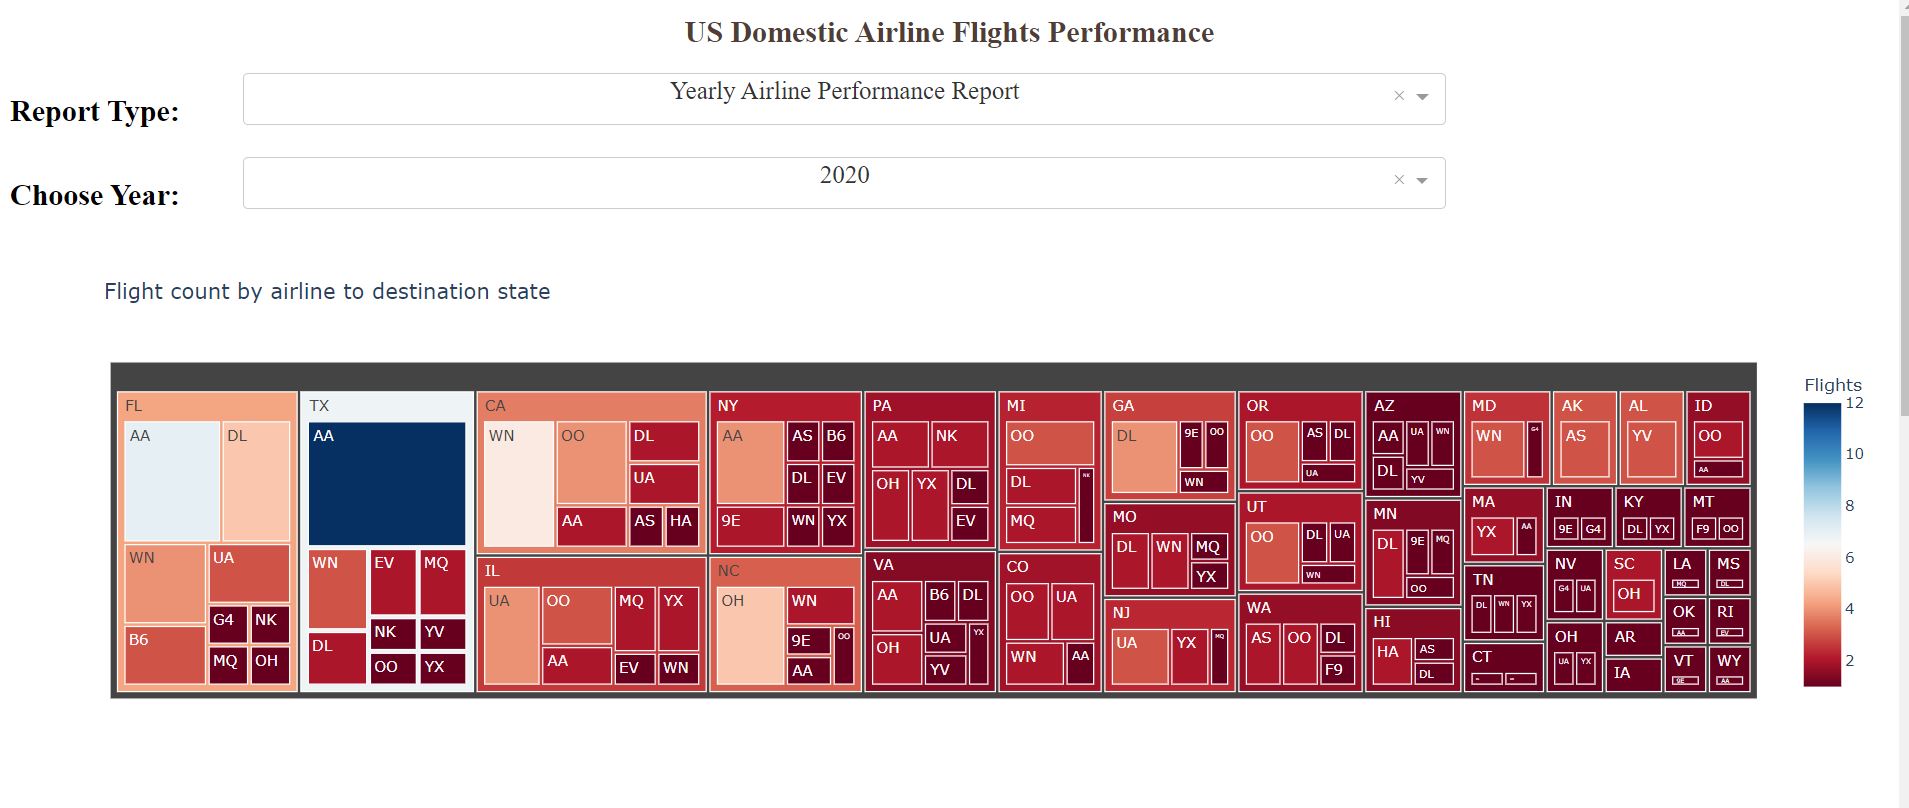 US Domestic Airline Flights Performance
Report Type:
Yearly Airline Performance Report
×
Choose Year:
2020
×
Flight count by airline to destination state
FL
AA
DL
WN
UA
B6
G4
NK
MQ
OH
TX
AA
WN
EV
MQ
DL
NK
YV
OO
YX
CA
WN
OO
DL
UA
AA
AS
HA
IL
UA
OO
MQ
YX
AA
EV
WN
NY
AA
AS
B6
DL
EV
9E
WN
YX
NC
OH
WN
9E
OO
AA
PA
AA
NK
OH
YX
DL
EV
VA
AA
B6
DL
OH
UA
YX
YV
MI
OO
DL
NK
MQ
CO
OO
UA
WN
AA
GA
DL
9E
OO
WN
MO
DL
WN
MQ
YX
NJ
UA
YX
MQ
OR
OO
AS
DL
UA
UT
OO
DL
UA
WN
WA
AS
OO
DL
F9
AZ
AA
UA
WN
DL
YV
MN
DL
9E
MQ
OO
HI
HA
AS
DL
MD
WN
G4
MA
YX
AA
TN
DL
WN
YX
CT
AK
AS
AL
YV
ID
OO
AA
IN
9E
G4
KY
DL
YX
MT
F9
OO
NV
G4
UA
SC
OH
LA
MQ
MS
DL
OH
UA
YX
AR
IA
OK
AA
RI
EV
VT
9E
WY
AA
Flights
12
10
8
6
4
2